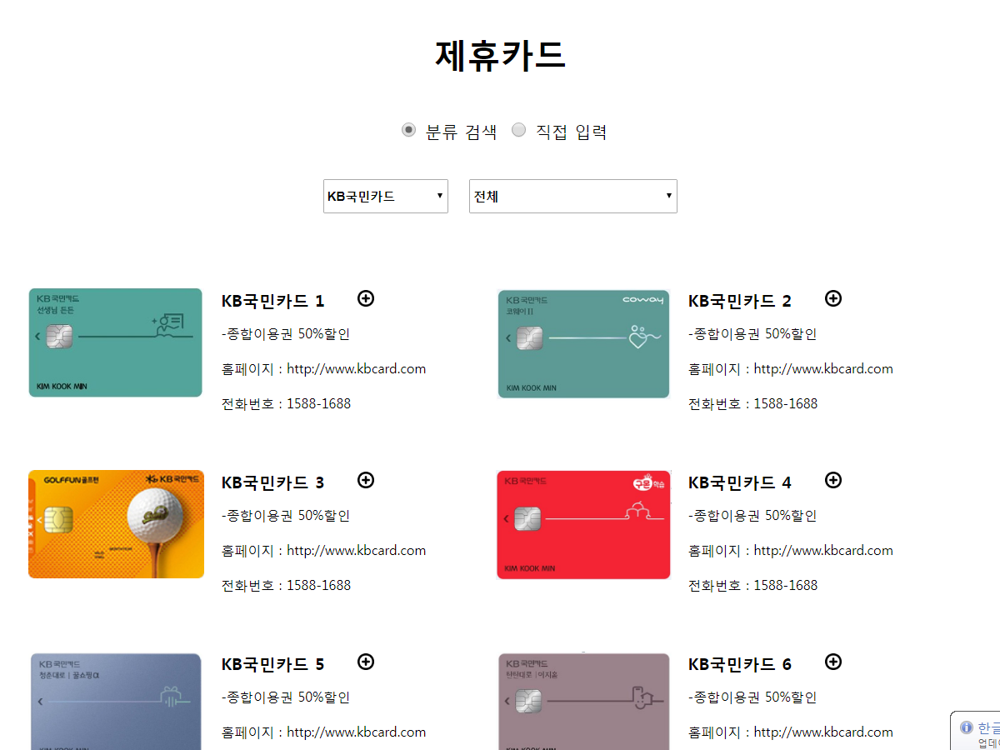 제휴카드
분류 검색 직접 입력
KB국민카드 전체
KB국민카드
선생님 든든
KIM KOOK MIN
KB국민카드 1
-종합이용권 50%할인
홈페이지 : http://www.kbcard.com
전화번호 : 1588-1688
KB국민카드
코웨이 II
coway
KIM KOOK MIN
KB국민카드 2
-종합이용권 50%할인
홈페이지 : http://www.kbcard.com
전화번호 : 1588-1688
GOLFFUN골프펀
KB국민카드
KB국민카드 3
-종합이용권 50%할인
홈페이지 : http://www.kbcard.com
전화번호 : 1588-1688
KB국민카드
구몬학습
KIM KOOK MIN
KB국민카드 4
-종합이용권 50%할인
홈페이지 : http://www.kbcard.com
전화번호 : 1588-1688
KB국민카드
청춘대로 | 꿀쇼핑α
KB국민카드 5
-종합이용권 50%할인
홈페이지 : http://www.kbcard.com
KB국민카드
탄탄대로 | 이지홈
KB국민카드 6
-종합이용권 50%할인
홈페이지 : http://www.kbcard.com
한글
업데